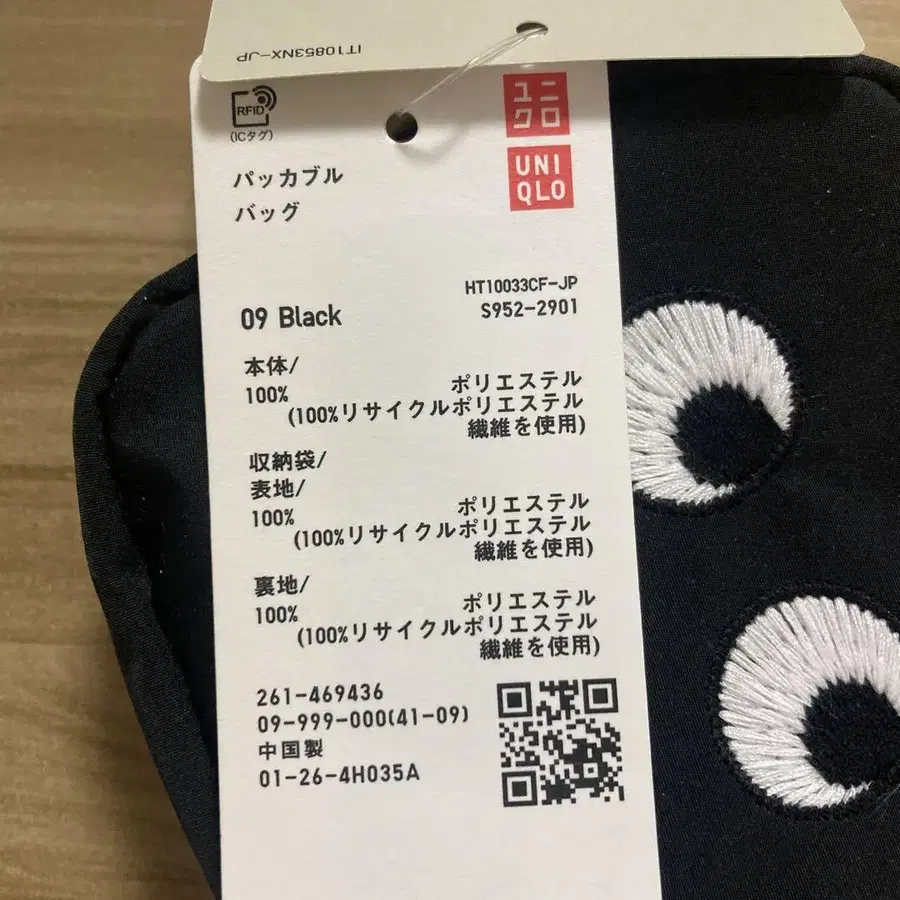 IT10853NX-JP
RFID
(ICタグ)
ユニ
クロ
UNI
QLO
パッカブル
バッグ
HT10033CF-JP
09 Black
S952-2901
本体/
100% ポリエステル
(100%リサイクルポリエステル
繊維を使用)
収納袋/
表地/
100% ポリエステル
(100%リサイクルポリエステル
繊維を使用)
裏地/
100% ポリエステル
(100%リサイクルポリエステル
繊維を使用)
261-469436
09-999-000(41-09)
中国製
01-26-4H035A